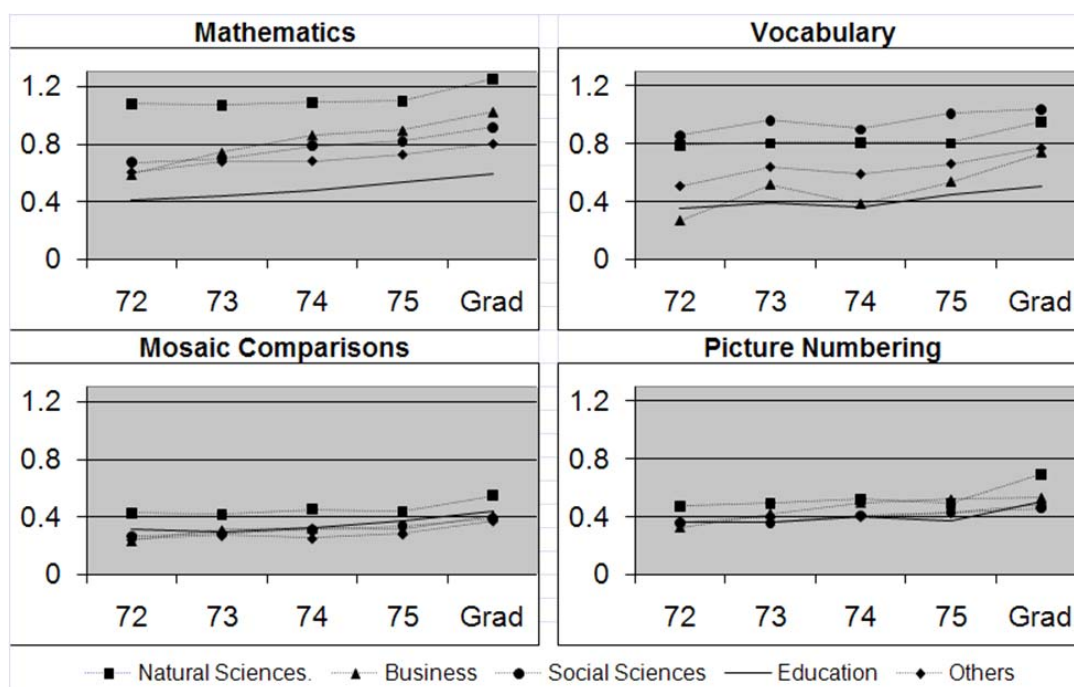 Mathematics
1.2
0.8
0.4
0
72 73 74 75 Grad
Vocabulary
1.2
0.8
0.4
0
72 73 74 75 Grad
Mosaic Comparisons
1.2
0.8
0.4
0
72 73 74 75 Grad
Picture Numbering
1.2
0.8
0.4
0
72 73 74 75 Grad
Natural Sciences. Business Social Sciences Education Others